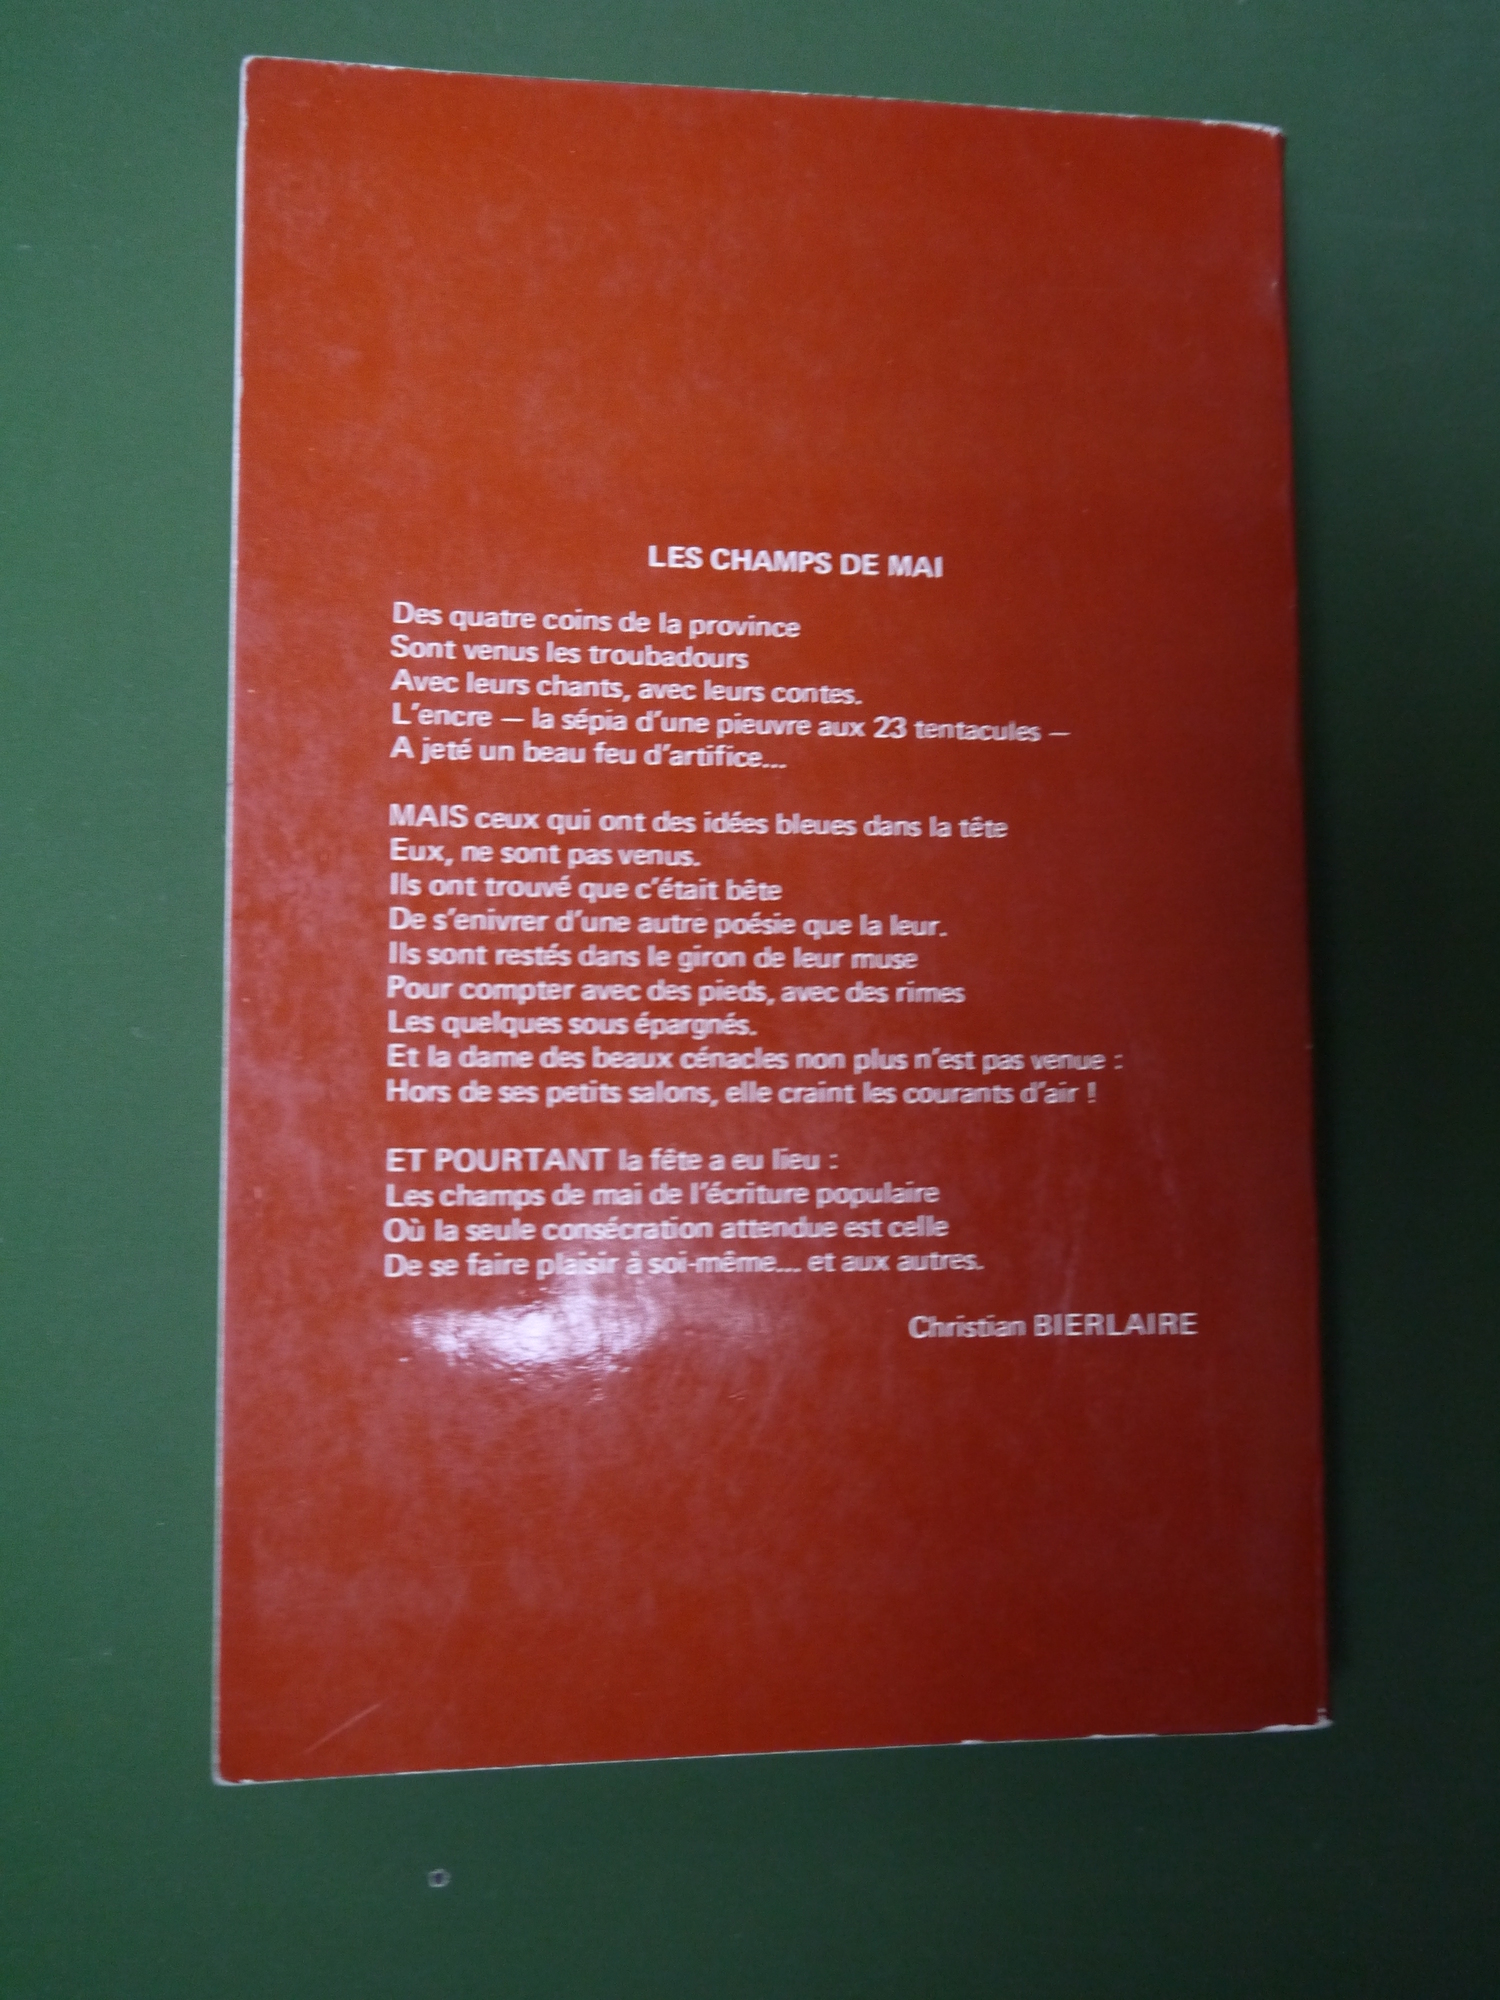 LES CHAMPS DE MAI
Des quatre coins de la province
Sont venus les troubadours
Avec leurs chants, avec leurs contes.
L'encre — la sépia d'une pieuvre aux 23 tentacules —
A jeté un beau feu d'artifice...
MAIS ceux qui ont des idées bleues dans la tête
Eux, ne sont pas venus.
Ils ont trouvé que c'était bête
De s'enivrer d'une autre poésie que la leur.
Ils sont restés dans le giron de leur muse
Pour compter avec des pieds, avec des rimes
Les quelques sous épargnés.
Et la dame des beaux cénacles non plus n'est pas venue :
Hors de ses petits salons, elle craint les courants d'air !
ET POURTANT la fête a eu lieu :
Les champs de mai de l'écriture populaire
Où la seule consécration attendue est celle
De se faire plaisir à soi-même... et aux autres.
Christian BIERLAIRE